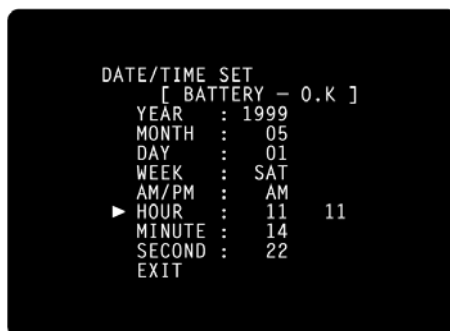 DATE/TIME SET
[ BATTERY — O.K ]
YEAR : 1999
MONTH : 05
DAY : 01
WEEK : SAT
AM/PM : AM
► HOUR : 11 11
MINUTE : 14
SECOND : 22
EXIT